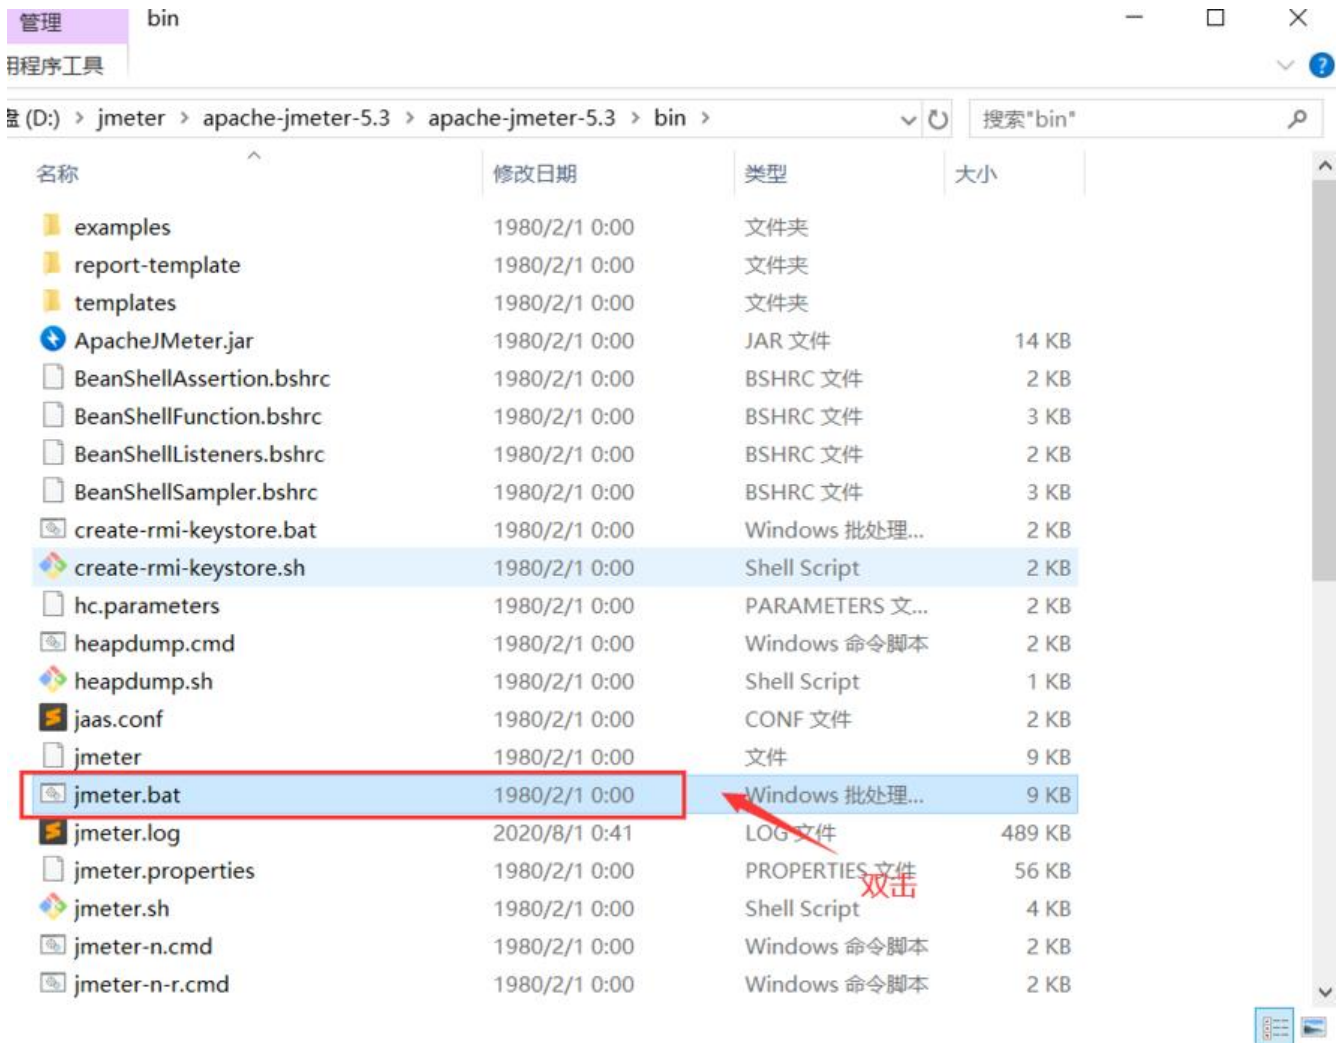 管理 bin
用程序工具
盘 (D:) > jmeter > apache-jmeter-5.3 > apache-jmeter-5.3 > bin > 搜索"bin"
名称 修改日期 类型 大小
examples 1980/2/1 0:00 文件夹
report-template 1980/2/1 0:00 文件夹
templates 1980/2/1 0:00 文件夹
ApacheJMeter.jar 1980/2/1 0:00 JAR 文件 14 KB
BeanShellAssertion.bshrc 1980/2/1 0:00 BSHRC 文件 2 KB
BeanShellFunction.bshrc 1980/2/1 0:00 BSHRC 文件 3 KB
BeanShellListeners.bshrc 1980/2/1 0:00 BSHRC 文件 2 KB
BeanShellSampler.bshrc 1980/2/1 0:00 BSHRC 文件 3 KB
create-rmi-keystore.bat 1980/2/1 0:00 Windows 批处理... 2 KB
create-rmi-keystore.sh 1980/2/1 0:00 Shell Script 2 KB
hc.parameters 1980/2/1 0:00 PARAMETERS 文... 2 KB
heapdump.cmd 1980/2/1 0:00 Windows 命令脚本 2 KB
heapdump.sh 1980/2/1 0:00 Shell Script 1 KB
jaas.conf 1980/2/1 0:00 CONF 文件 2 KB
jmeter 1980/2/1 0:00 文件 9 KB
jmeter.bat 1980/2/1 0:00 Windows 批处理... 9 KB
jmeter.log 2020/8/1 0:41 LOG 文件 489 KB
jmeter.properties 1980/2/1 0:00 PROPERTIES 文件 56 KB
双击
jmeter.sh 1980/2/1 0:00 Shell Script 4 KB
jmeter-n.cmd 1980/2/1 0:00 Windows 命令脚本 2 KB
jmeter-n-r.cmd 1980/2/1 0:00 Windows 命令脚本 2 KB